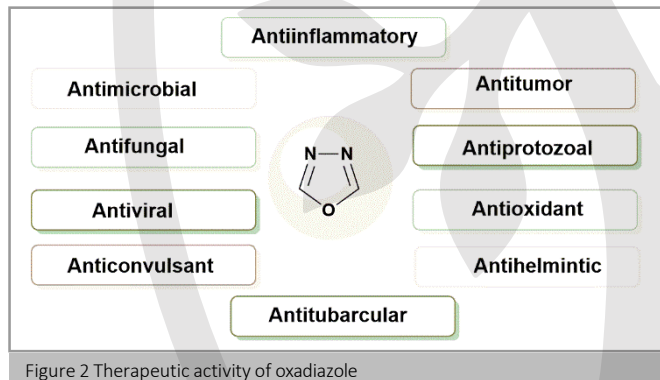 Antiinflammatory
Antimicrobial
Antitumor
Antifungal
Antiprotozoal
N
N
O
Antiviral
Antioxidant
Anticonvulsant
Antihelmintic
Antitubarcular
Figure 2 Therapeutic activity of oxadiazole